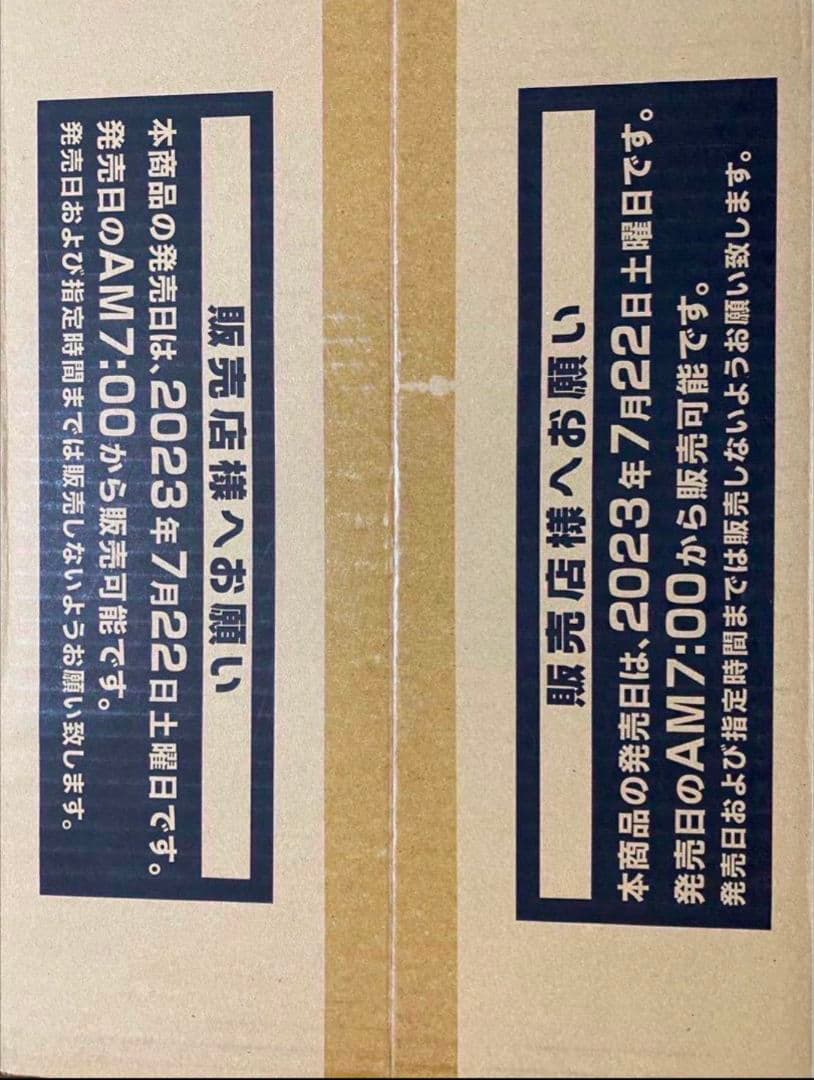 販売店様へお願い
本商品の発売日は、2023年7月22日土曜日です。
発売日のAM7:00から販売可能です。
発売日および指定時間までは販売しないようお願い致します。
販売店様へお願い
本商品の発売日は、2023年7月22日土曜日です。
発売日のAM7:00から販売可能です。
発売日および指定時間までは販売しないようお願い致します。